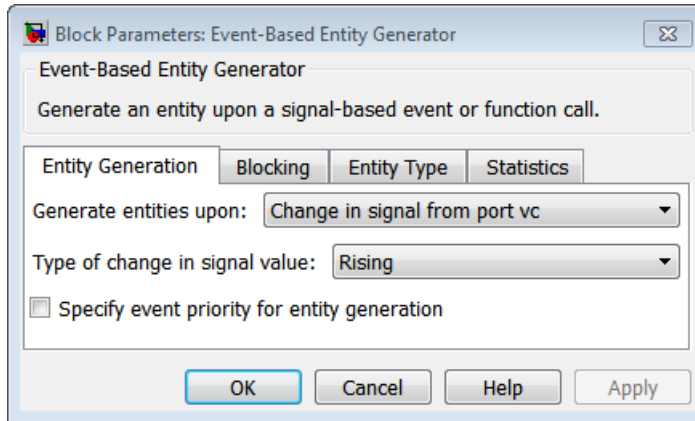 Block Parameters: Event-Based Entity Generator
Event-Based Entity Generator
Generate an entity upon a signal-based event or function call.
Entity Generation Blocking Entity Type Statistics
Generate entities upon: Change in signal from port vc
Type of change in signal value: Rising
Specify event priority for entity generation
OK Cancel Help Apply